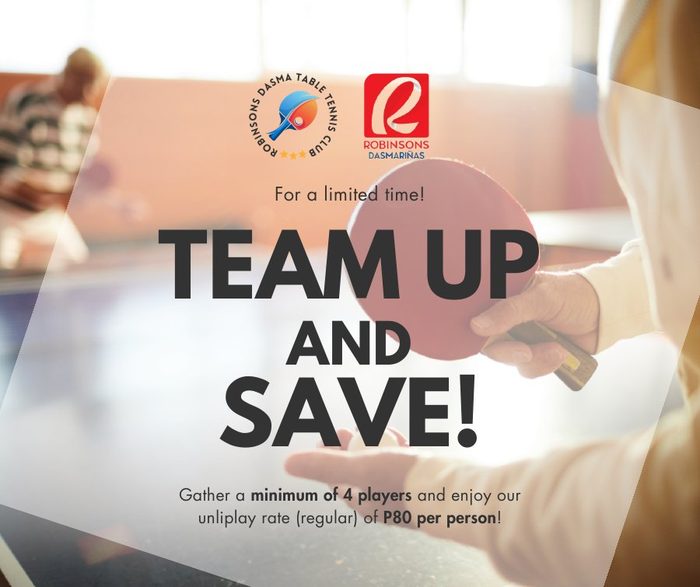 ROBINSONS DASMA TABLE TENNIS CLUB
R
ROBINSONS
DASMARIÑAS
For a limited time!
TEAM UP
AND
SAVE!
Gather a minimum of 4 players and enjoy our
unliplay rate (regular) of P80 per person!